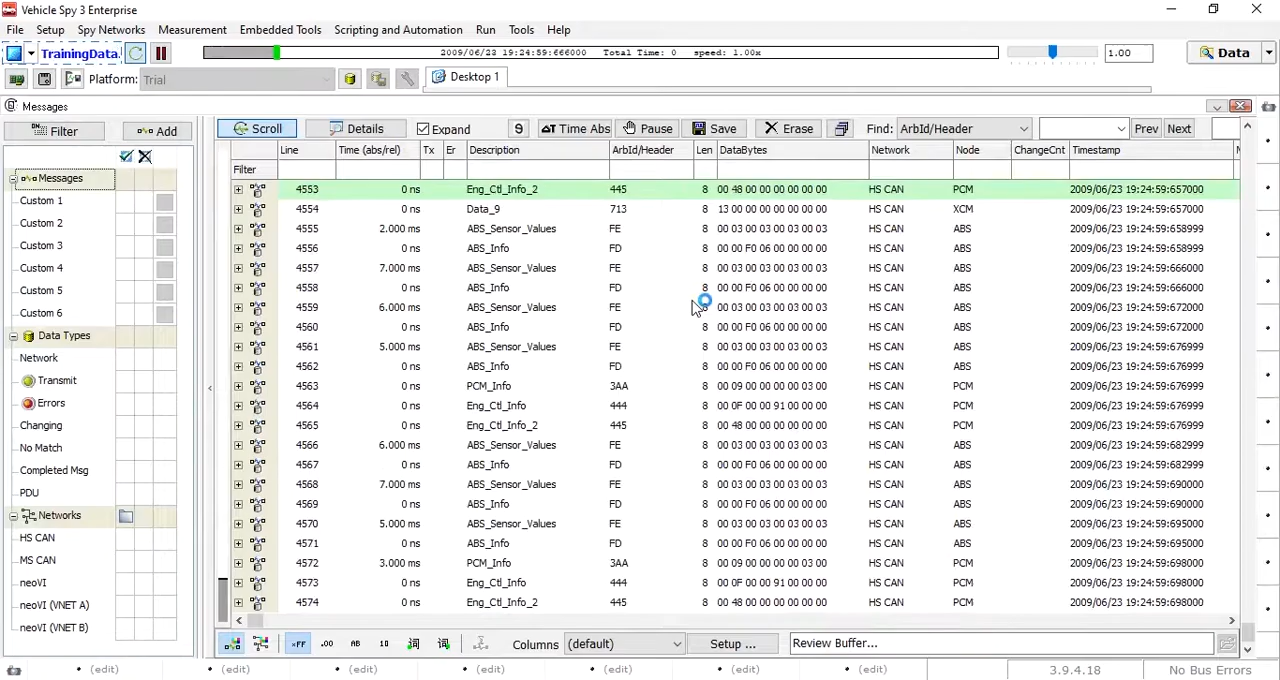 Vehicle Spy 3 Enterprise
File Setup Spy Networks Measurement Embedded Tools Scripting and Automation Run Tools Help
TrainingData. 2009/06/23 19:24:59:666000 Total Time: 0 speed: 1.00x 1.00 Data
Platform: Trial Desktop 1
Messages
Filter Add Scroll Details Expand 9 ΔT Time Abs Pause Save Erase Find: ArbId/Header Prev Next
Line Time (abs/rel) Tx Er Description ArbId/Header Len DataBytes Network Node ChangeCnt Timestamp
Filter
Messages
Custom 1
Custom 2
Custom 3
Custom 4
Custom 5
Custom 6
Data Types
Network
Transmit
Errors
Changing
No Match
Completed Msg
PDU
Networks
HS CAN
MS CAN
neoVI
neoVI (VNET A)
neoVI (VNET B)
4553 0 ns Eng_Ctl_Info_2 445 8 00 48 00 00 00 00 00 00 HS CAN PCM 2009/06/23 19:24:59:657000
4554 0 ns Data_9 713 8 13 00 00 00 00 00 00 00 HS CAN XCM 2009/06/23 19:24:59:657000
4555 2.000 ms ABS_Sensor_Values FE 8 00 03 00 03 00 03 00 03 HS CAN ABS 2009/06/23 19:24:59:658999
4556 0 ns ABS_Info FD 8 00 00 F0 06 00 00 00 00 HS CAN ABS 2009/06/23 19:24:59:658999
4557 7.000 ms ABS_Sensor_Values FE 8 00 03 00 03 00 03 00 03 HS CAN ABS 2009/06/23 19:24:59:666000
4558 0 ns ABS_Info FD 8 00 00 F0 06 00 00 00 00 HS CAN ABS 2009/06/23 19:24:59:666000
4559 6.000 ms ABS_Sensor_Values FE 8 00 03 00 03 00 03 00 03 HS CAN ABS 2009/06/23 19:24:59:672000
4560 0 ns ABS_Info FD 8 00 00 F0 06 00 00 00 00 HS CAN ABS 2009/06/23 19:24:59:672000
4561 5.000 ms ABS_Sensor_Values FE 8 00 03 00 03 00 03 00 03 HS CAN ABS 2009/06/23 19:24:59:676999
4562 0 ns ABS_Info FD 8 00 00 F0 06 00 00 00 00 HS CAN ABS 2009/06/23 19:24:59:676999
4563 0 ns PCM_Info 3AA 8 00 09 00 00 00 00 03 00 HS CAN PCM 2009/06/23 19:24:59:676999
4564 0 ns Eng_Ctl_Info 444 8 00 0F 00 00 91 00 00 00 HS CAN PCM 2009/06/23 19:24:59:676999
4565 0 ns Eng_Ctl_Info_2 445 8 00 48 00 00 00 00 00 00 HS CAN PCM 2009/06/23 19:24:59:676999
4566 6.000 ms ABS_Sensor_Values FE 8 00 03 00 03 00 03 00 03 HS CAN ABS 2009/06/23 19:24:59:682999
4567 0 ns ABS_Info FD 8 00 00 F0 06 00 00 00 00 HS CAN ABS 2009/06/23 19:24:59:682999
4568 7.000 ms ABS_Sensor_Values FE 8 00 03 00 03 00 03 00 03 HS CAN ABS 2009/06/23 19:24:59:690000
4569 0 ns ABS_Info FD 8 00 00 F0 06 00 00 00 00 HS CAN ABS 2009/06/23 19:24:59:690000
4570 5.000 ms ABS_Sensor_Values FE 8 00 03 00 03 00 03 00 03 HS CAN ABS 2009/06/23 19:24:59:695000
4571 0 ns ABS_Info FD 8 00 00 F0 06 00 00 00 00 HS CAN ABS 2009/06/23 19:24:59:695000
4572 3.000 ms PCM_Info 3AA 8 00 09 00 00 00 00 03 00 HS CAN PCM 2009/06/23 19:24:59:698000
4573 0 ns Eng_Ctl_Info 444 8 00 0F 00 00 91 00 00 00 HS CAN PCM 2009/06/23 19:24:59:698000
4574 0 ns Eng_Ctl_Info_2 445 8 00 48 00 00 00 00 00 00 HS CAN PCM 2009/06/23 19:24:59:698000
Columns (default) Setup ... Review Buffer...
(edit) (edit) (edit) (edit) (edit) (edit) (edit) 3.9.4.18 No Bus Errors